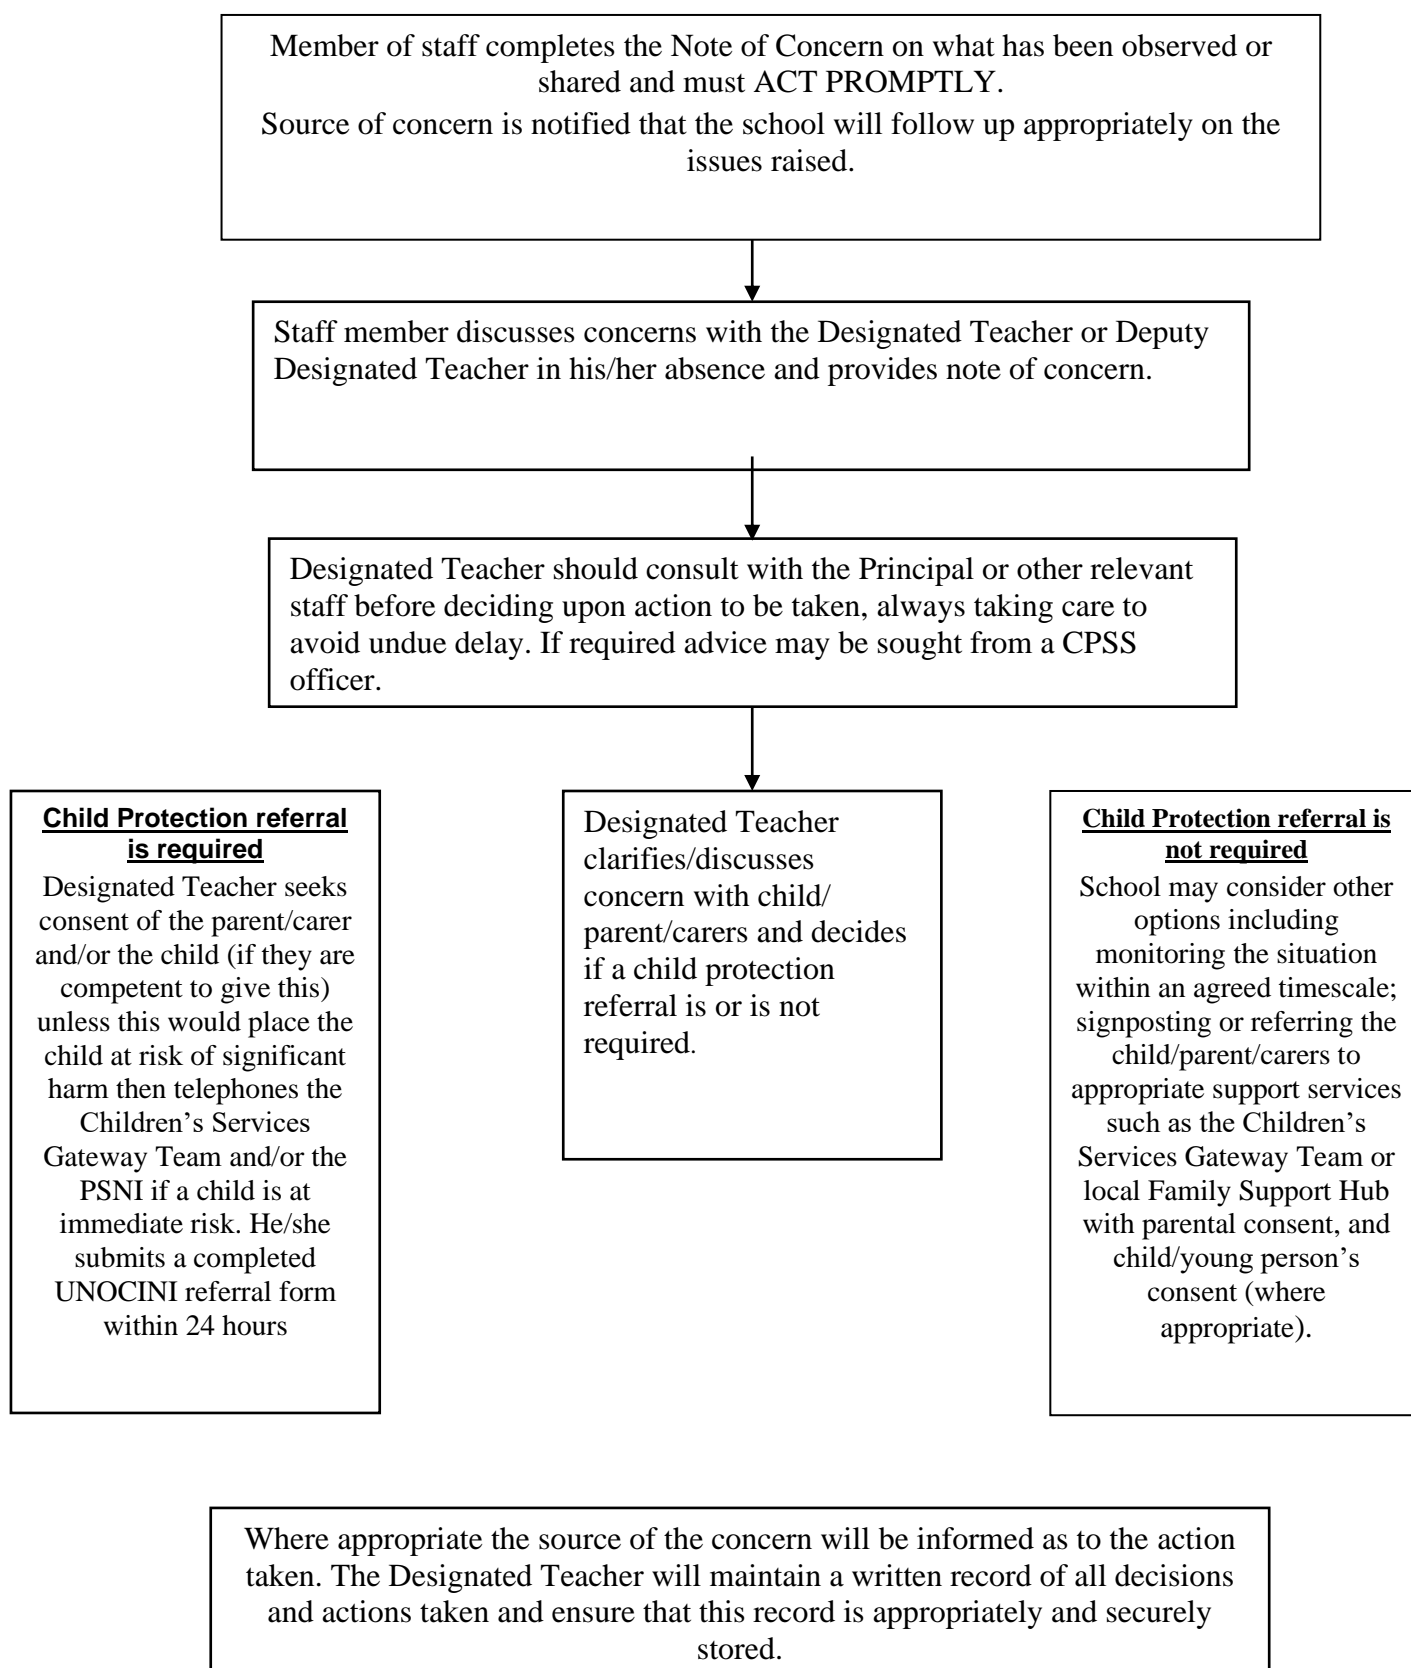 Member of staff completes the Note of Concern on what has been observed or
shared and must ACT PROMPTLY.
Source of concern is notified that the school will follow up appropriately on the
issues raised.
Staff member discusses concerns with the Designated Teacher or Deputy
Designated Teacher in his/her absence and provides note of concern.
Designated Teacher should consult with the Principal or other relevant
staff before deciding upon action to be taken, always taking care to
avoid undue delay. If required advice may be sought from a CPSS
officer.
Child Protection referral
is required
Designated Teacher seeks
consent of the parent/carer
and/or the child (if they are
competent to give this)
unless this would place the
child at risk of significant
harm then telephones the
Children’s Services
Gateway Team and/or the
PSNI if a child is at
immediate risk. He/she
submits a completed
UNOCINI referral form
within 24 hours
Designated Teacher
clarifies/discusses
concern with child/
parent/carers and decides
if a child protection
referral is or is not
required.
Child Protection referral is
not required
School may consider other
options including
monitoring the situation
within an agreed timescale;
signposting or referring the
child/parent/carers to
appropriate support services
such as the Children’s
Services Gateway Team or
local Family Support Hub
with parental consent, and
child/young person’s
consent (where
appropriate).
Where appropriate the source of the concern will be informed as to the action
taken. The Designated Teacher will maintain a written record of all decisions
and actions taken and ensure that this record is appropriately and securely
stored.